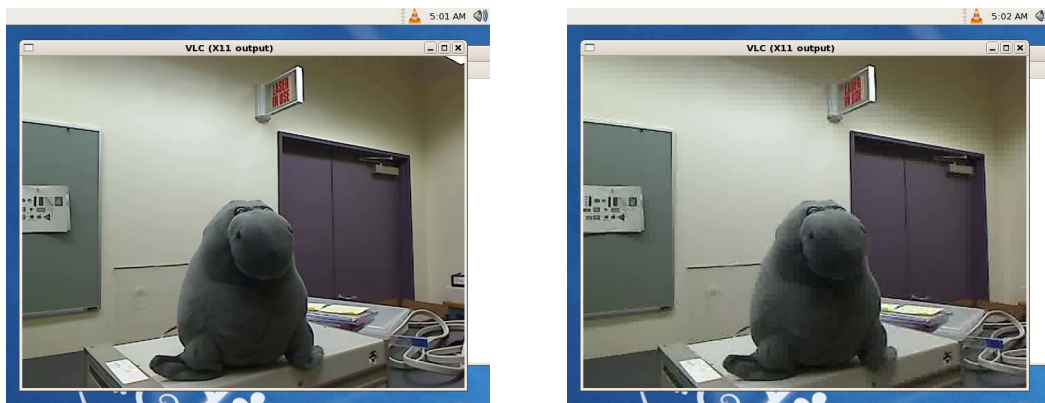 5:01 AM
VLC (X11 output)
LASER
IN USE
5:02 AM
VLC (X11 output)
LASER
IN USE